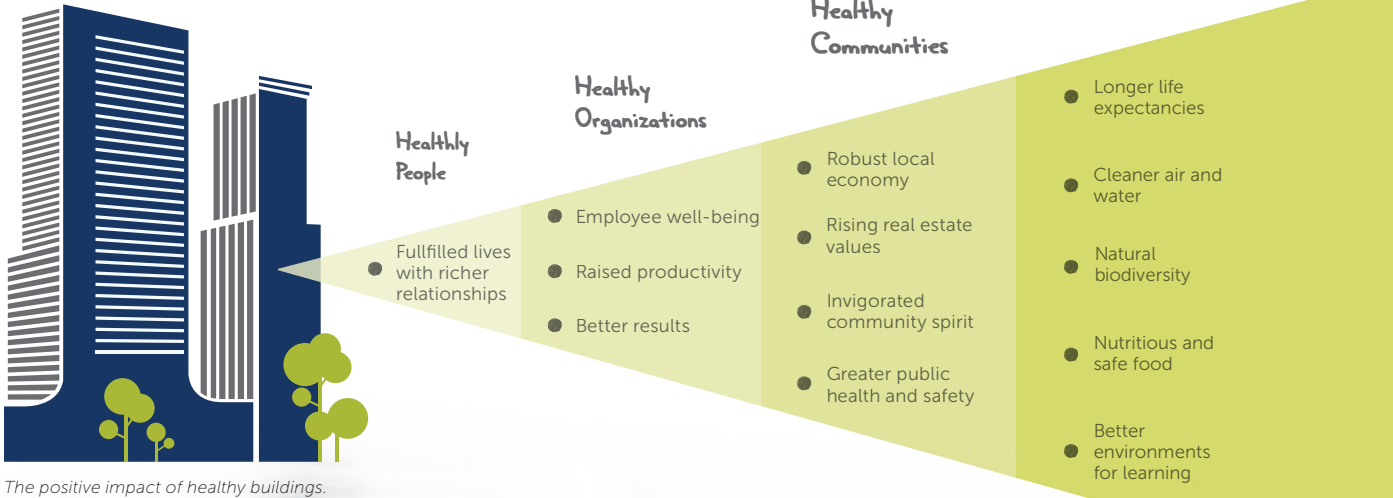 Healthly
People
Fullfilled lives
with richer
relationships
Healthy
Organizations
Employee well-being
Raised productivity
Better results
Healthy
Communities
Robust local
economy
Rising real estate
values
Invigorated
community spirit
Greater public
health and safety
Longer life
expectancies
Cleaner air and
water
Natural
biodiversity
Nutritious and
safe food
Better
environments
for learning
The positive impact of healthy buildings.